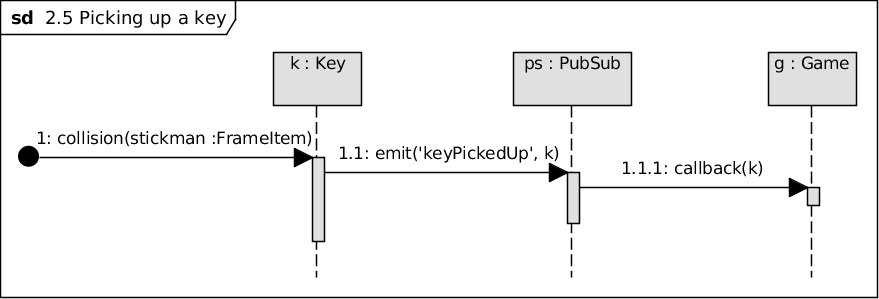 sd 2.5 Picking up a key
k : Key
ps : PubSub
g : Game
1: collision(stickman :FrameItem)
1.1: emit('keyPickedUp', k)
1.1.1: callback(k)